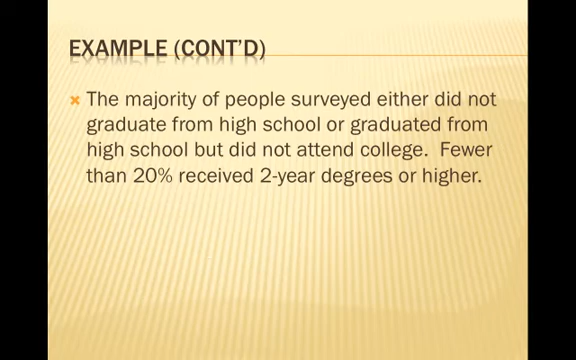 EXAMPLE (CONT'D)
The majority of people surveyed either did not
graduate from high school or graduated from
high school but did not attend college.  Fewer
than 20% received 2-year degrees or higher.